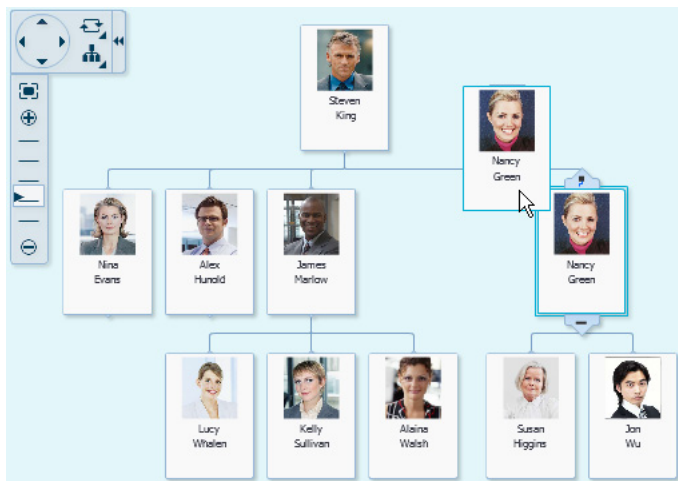 Steven
King
Nancy
Green
Nina
Evans
Alex
Hunold
James
Marlow
Nancy
Green
Lucy
Whalen
Kelly
Sullivan
Alaina
Walsh
Susan
Higgins
Jon
Wu